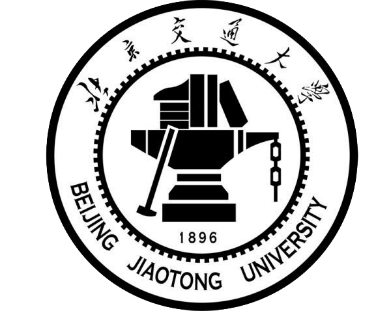 北京交通大学
1896
BEIJING JIAOTONG UNIVERSITY